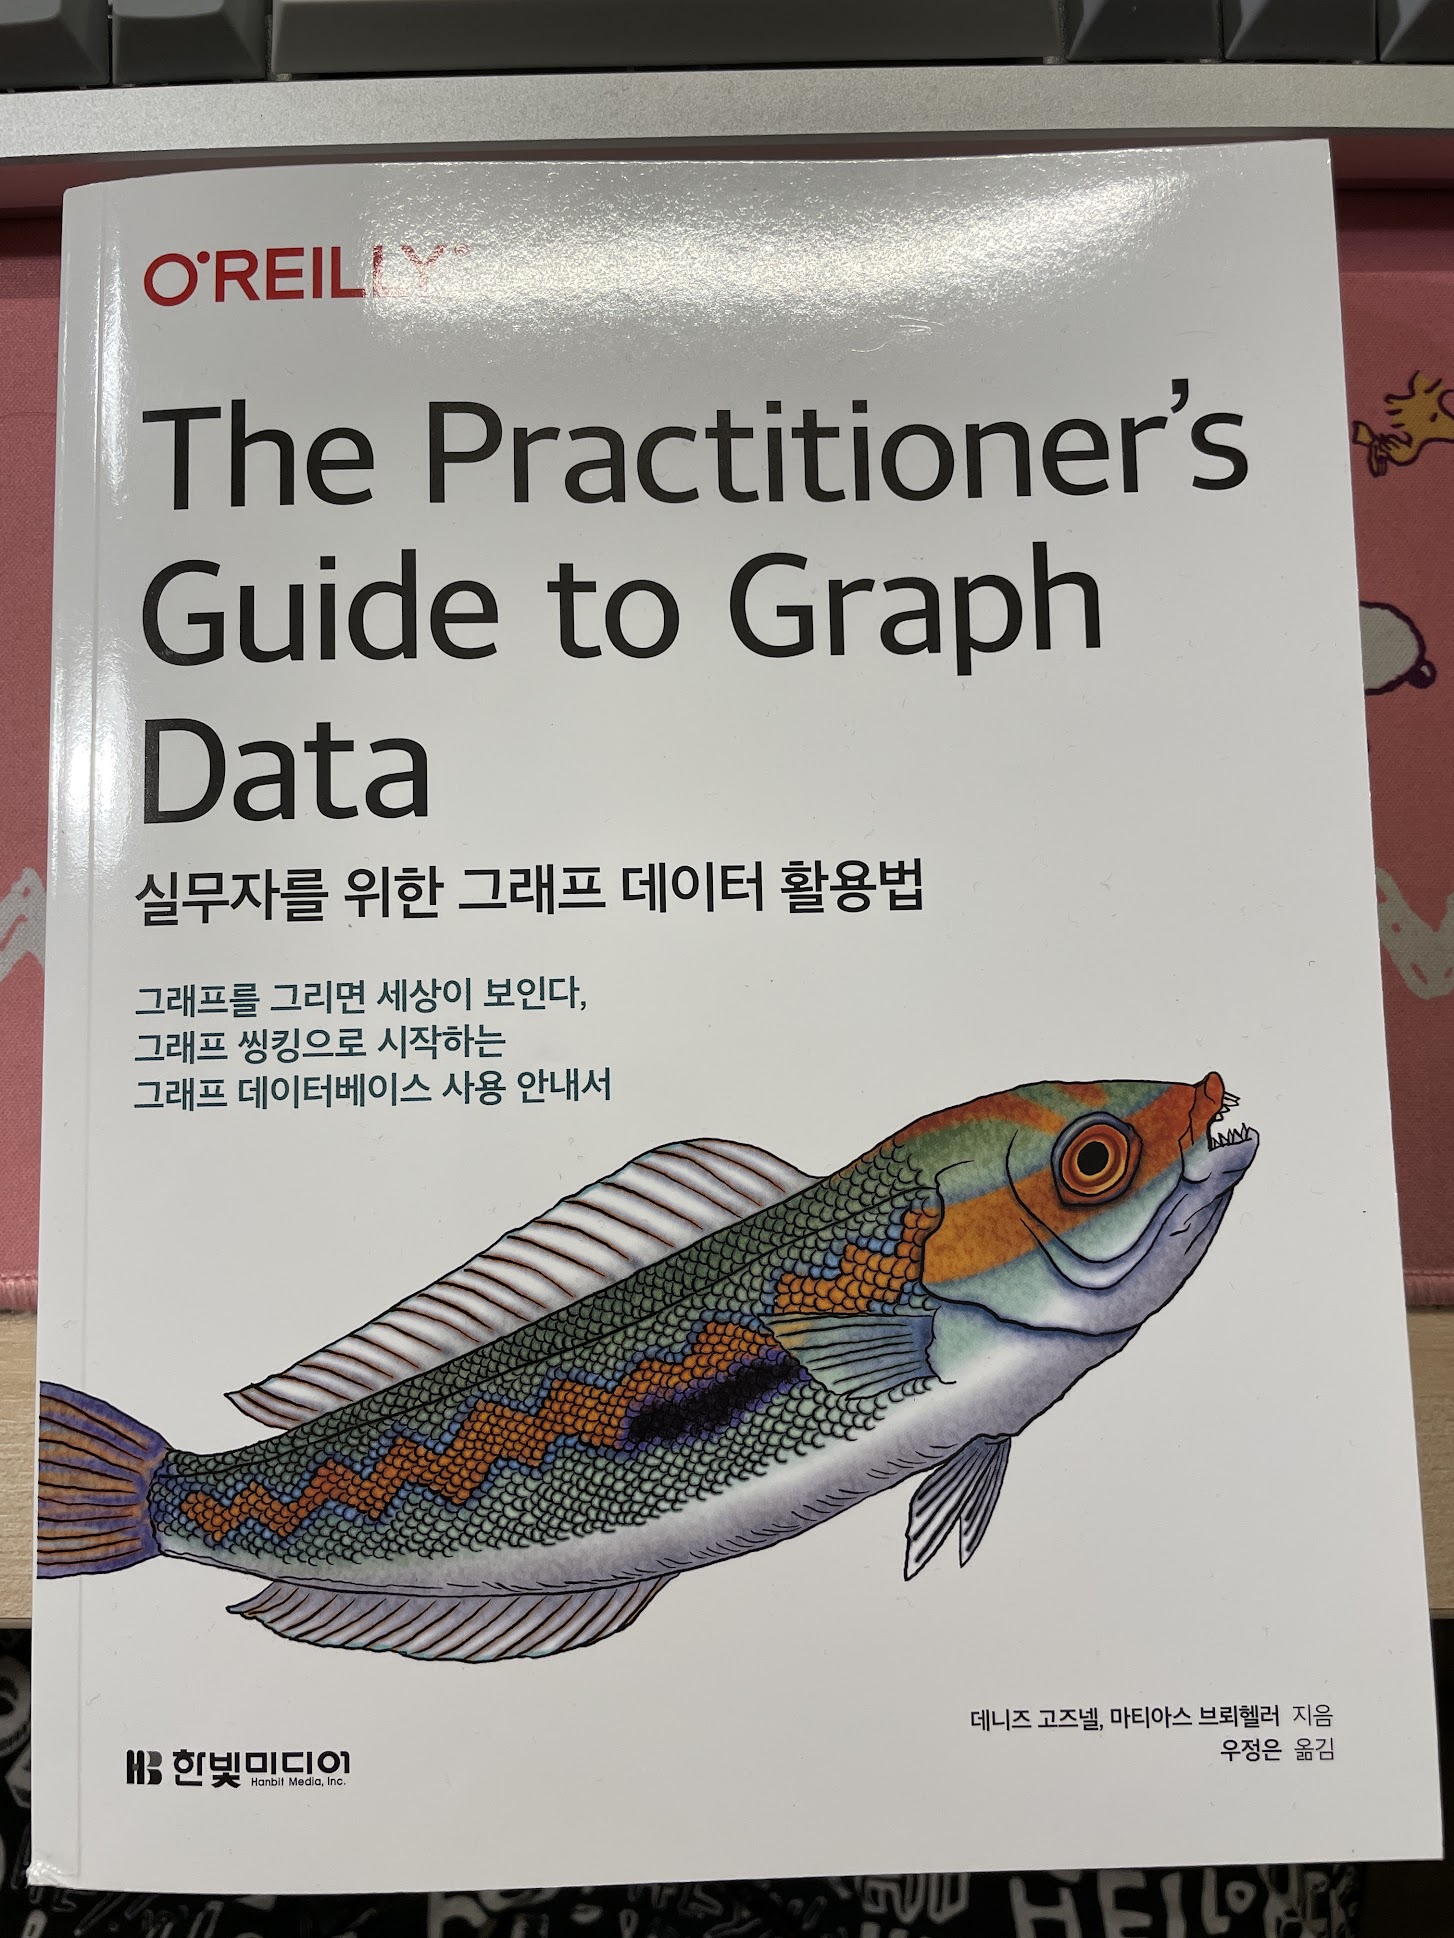 O'REILLY®
The Practitioner's
Guide to Graph
Data
실무자를 위한 그래프 데이터 활용법
그래프를 그리면 세상이 보인다,
그래프 씽킹으로 시작하는
그래프 데이터베이스 사용 안내서
데니즈 고즈넬, 마티아스 브뢰헬러 지음
우정은 옮김
HB 한빛미디어
Hanbit Media, Inc.